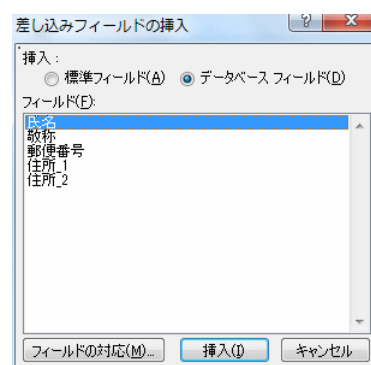 差し込みフィールドの挿入
挿入:
標準フィールド(A) データベース フィールド(D)
フィールド(F):
氏名
敬称
郵便番号
住所_1
住所_2
フィールドの対応(M)... 挿入(I) キャンセル